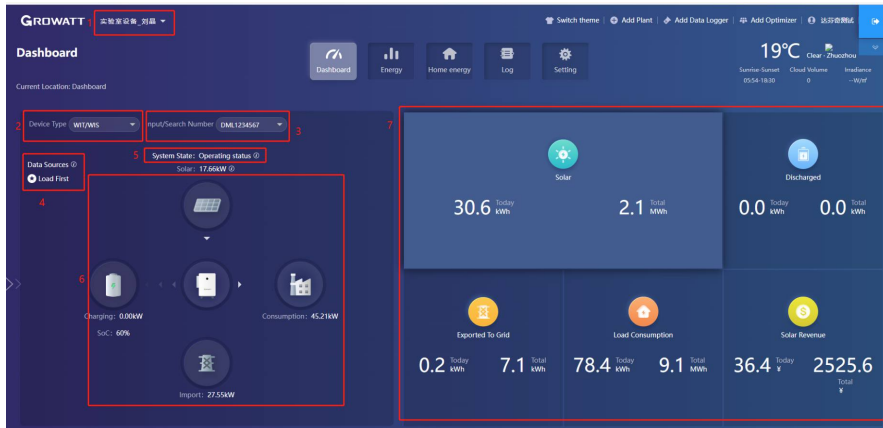 GROWATT 1 实验室设备_刘晶
Switch theme Add Plant Add Data Logger Add Optimizer 达芬奇测试
Dashboard
Dashboard Energy Home energy Log Setting
19℃ Clear - Zhuozhou
Sunrise-Sunset Cloud Volume Irradiance
05:54-18:30 0 --W/㎡
Current Location: Dashboard
2 Device Type WIT/WIS
Input/Search Number DML1234567 3
7
5 System State: Operating status
Data Sources
Load First
4
Solar: 17.66kW
6
Charging: 0.00kW
SoC: 60%
Consumption: 45.21kW
Import: 27.55kW
Solar
30.6 Today kWh 2.1 Total MWh
Discharged
0.0 Today kWh 0.0 Total kWh
Exported To Grid
0.2 Today kWh 7.1 Total kWh
Load Consumption
78.4 Today kWh 9.1 Total MWh
Solar Revenue
36.4 Today ¥ 2525.6 Total ¥